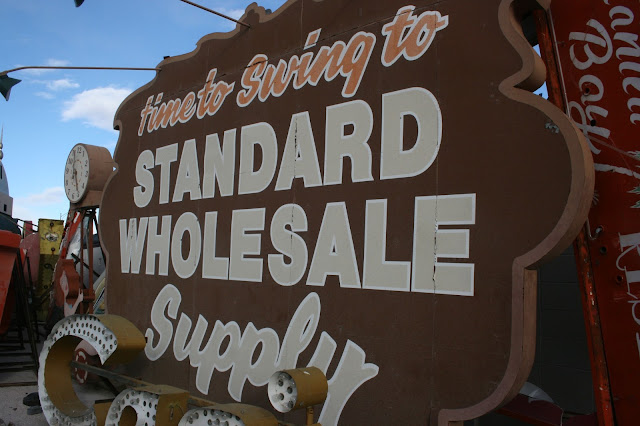 time to Swing to
STANDARD
WHOLESALE
Supply